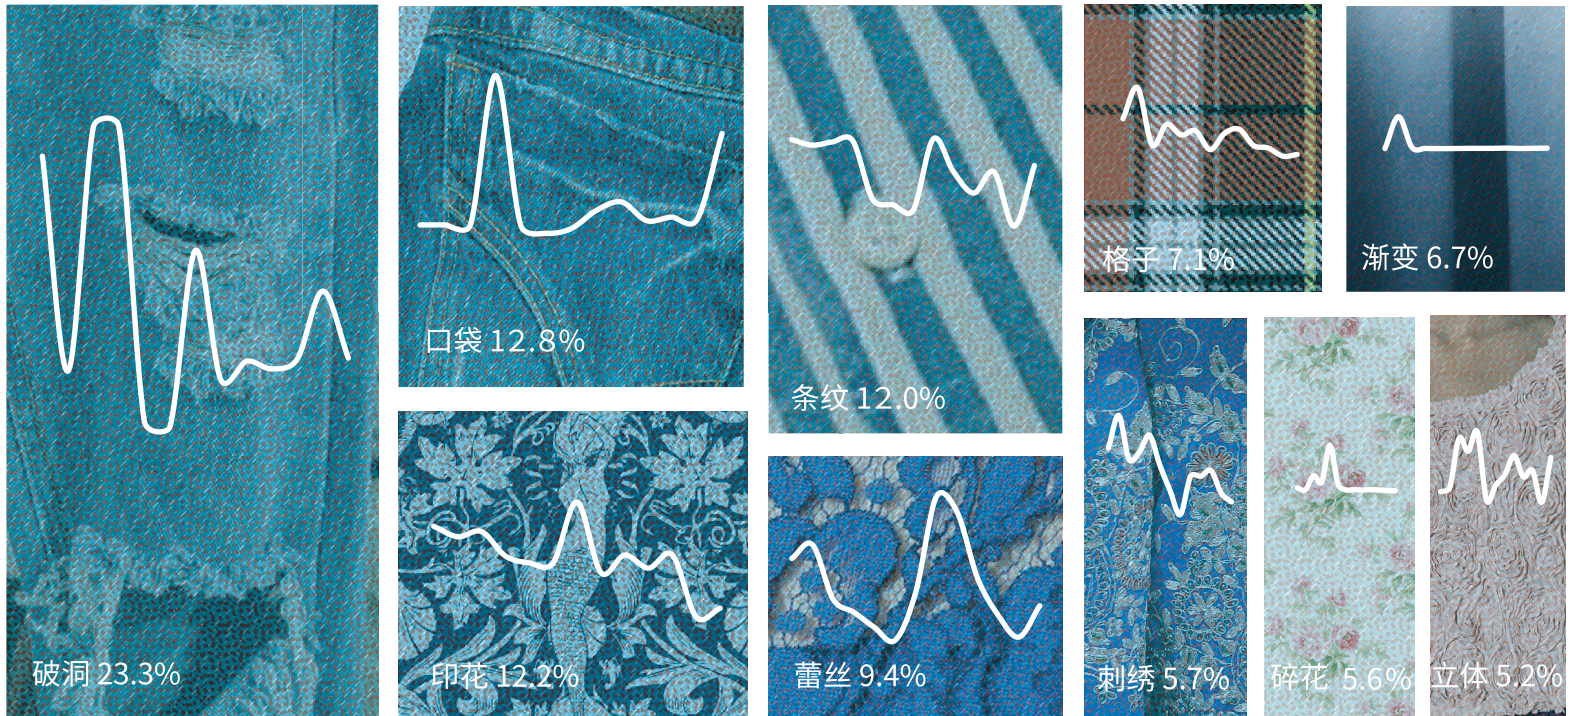 破洞 23.3%
口袋 12.8%
印花 12.2%
条纹 12.0%
蕾丝 9.4%
格子 7.1%
渐变 6.7%
刺绣 5.7%
碎花 5.6%
立体 5.2%